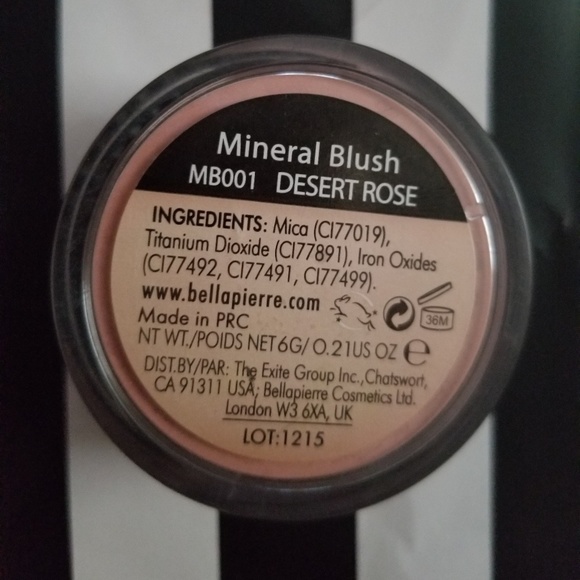 Mineral Blush
MB001 DESERT ROSE
INGREDIENTS: Mica (CI77019),
Titanium Dioxide (CI77891), Iron Oxides
(CI77492, CI77491, CI77499).
www.bellapierre.com
36M
Made in PRC
NT WT./POIDS NET6G/ 0.21US OZ e
DIST.BY/PAR: The Exite Group Inc.,Chatswort,
CA 91311 USA; Bellapierre Cosmetics Ltd.
London W3 6XA, UK
LOT:1215